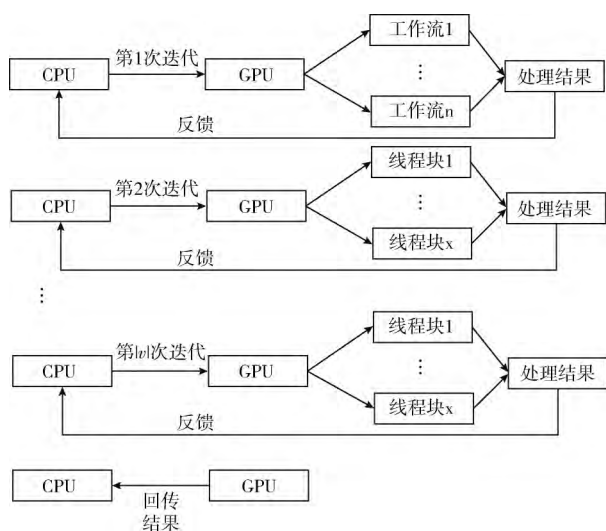 工作流1
第1次迭代
CPU
GPU
⋮
处理结果
工作流n
反馈
线程块1
第2次迭代
CPU
GPU
⋮
处理结果
线程块x
反馈
⋮
线程块1
第|v|次迭代
CPU
GPU
⋮
处理结果
线程块x
反馈
CPU
GPU
回传
结果